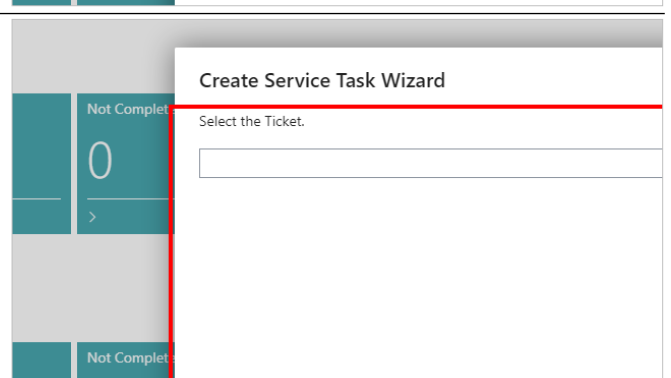 Create Service Task Wizard
Not Complet
Select the Ticket.
0
Not Complet